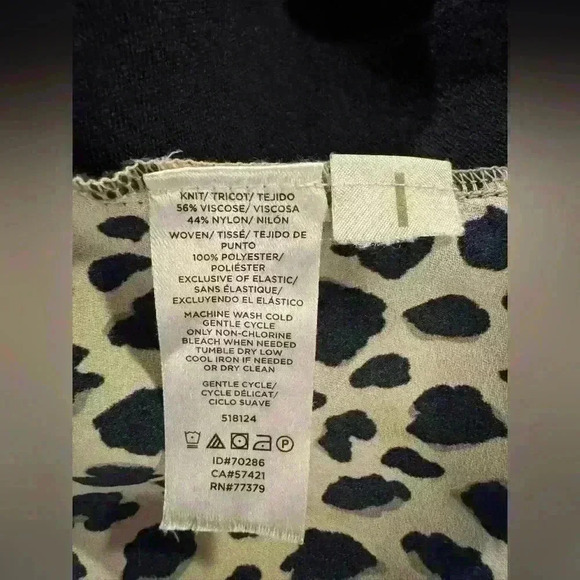 KNIT/ TRICOT/ TEJIDO
56% VISCOSE/ VISCOSA
44% NYLON/ NILÓN
WOVEN/ TISSÉ/ TEJIDO DE
PUNTO
100% POLYESTER/
POLIÉSTER
EXCLUSIVE OF ELASTIC/
SANS ÉLASTIQUE/
EXCLUYENDO EL ELÁSTICO
MACHINE WASH COLD
GENTLE CYCLE
ONLY NON-CHLORINE
BLEACH WHEN NEEDED
TUMBLE DRY LOW
COOL IRON IF NEEDED
OR DRY CLEAN
GENTLE CYCLE/
CYCLE DÉLICAT/
CICLO SUAVE
518124
P
ID#70286
CA#57421
RN#77379